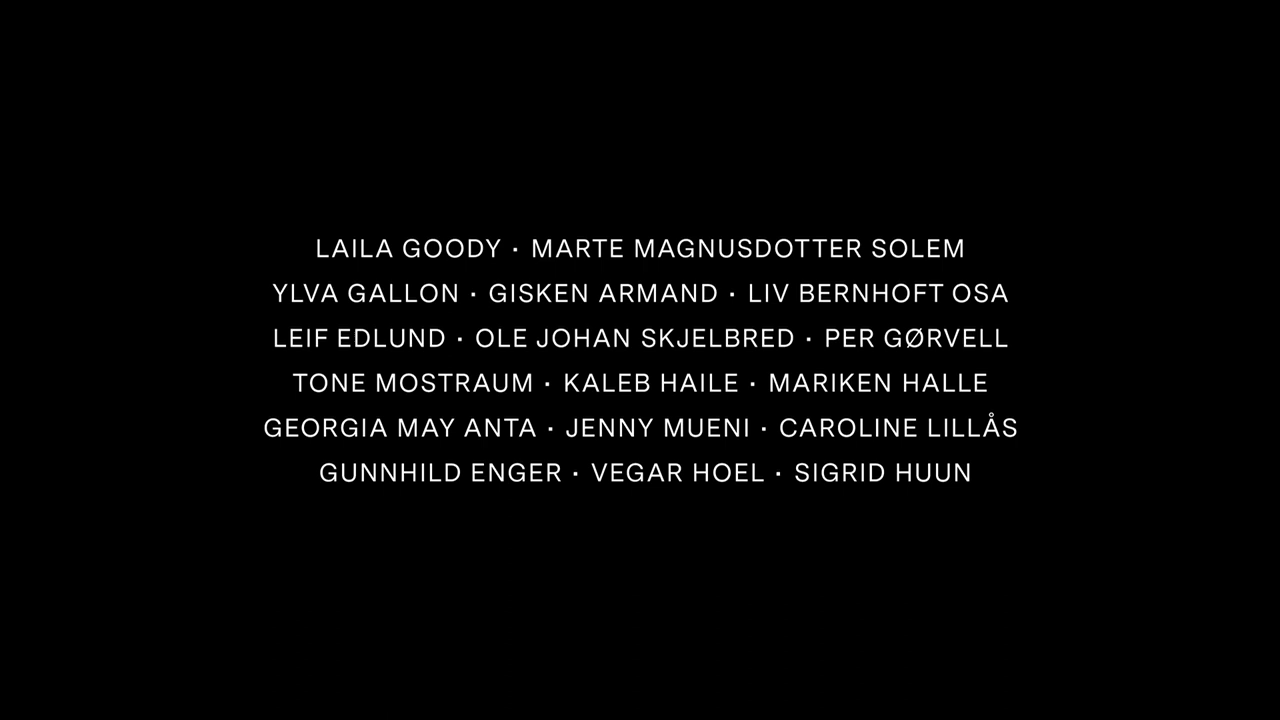 LAILA GOODY · MARTE MAGNUSDOTTER SOLEM
YLVA GALLON · GISKEN ARMAND · LIV BERNHOFT OSA
LEIF EDLUND · OLE JOHAN SKJELBRED · PER GØRVELL
TONE MOSTRAUM · KALEB HAILE · MARIKEN HALLE
GEORGIA MAY ANTA · JENNY MUENI · CAROLINE LILLÅS
GUNNHILD ENGER · VEGAR HOEL · SIGRID HUUN